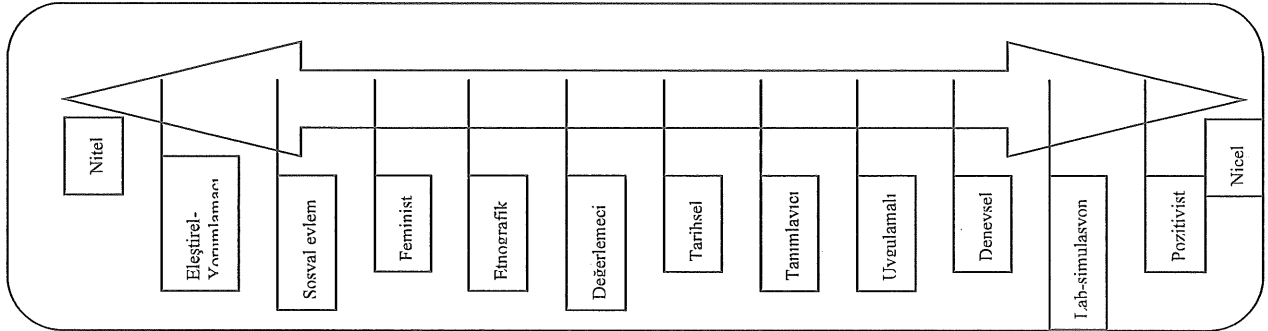 Nitel
Eleştirel-
Yorumlamacı
Sosyal eylem
Feminist
Etnografik
Değerlemeci
Tarihsel
Tanımlayıcı
Uygulamalı
Deneysel
Lab-simulasyon
Pozitivist
Nicel